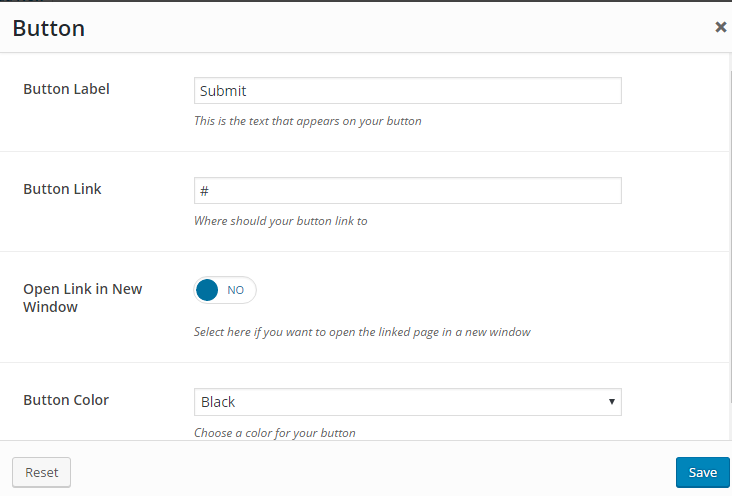 Button
Button Label
Submit
This is the text that appears on your button
Button Link
#
Where should your button link to
Open Link in New
Window
NO
Select here if you want to open the linked page in a new window
Button Color
Black
Choose a color for your button
Reset
Save